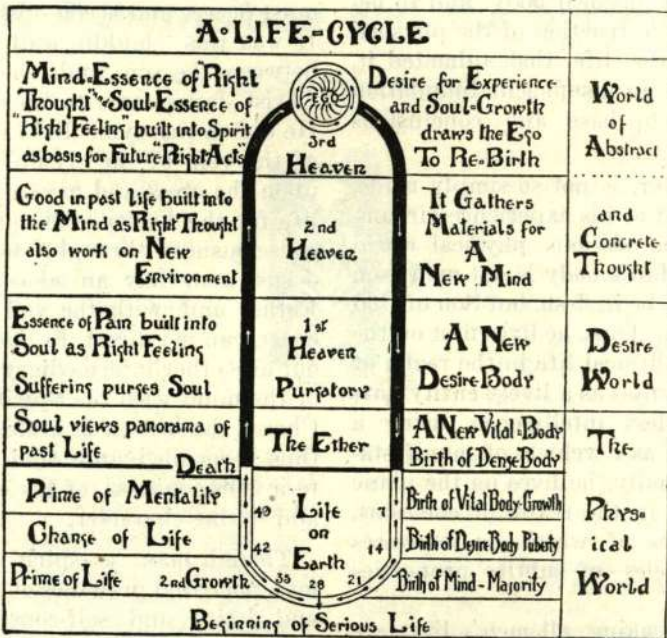 A LIFE-CYCLE
Mind-Essence of "Right
Thought" and Soul-Essence of
"Right Feeling" built into Spirit
as basis for Future "Right Acts"
EGO
3rd
Heaven
Desire for Experience
and Soul-Growth
draws the Ego
To Re-Birth
World
of
Abstract
Good in past Life built into
the Mind as Right Thought
also work on New
Environment
2nd
Heaven
It Gathers
Materials for
A
New Mind
and
Concrete
Thought
Essence of Pain built into
Soul as Right Feeling
Suffering purges Soul
1st
Heaven
Purgatory
A New
Desire Body
Desire
World
Soul views panorama of
past Life
Death
The Ether
A New Vital-Body
Birth of Dense-Body
The
Prime of Mentality
49
Life
on
Earth
7
Birth of Vital Body-Growth
Phys-
ical
World
Change of Life
42
14
Birth of Desire-Body Puberty
Prime of Life
2nd Growth
35
28
21
Birth of Mind-Majority
Beginning of Serious Life